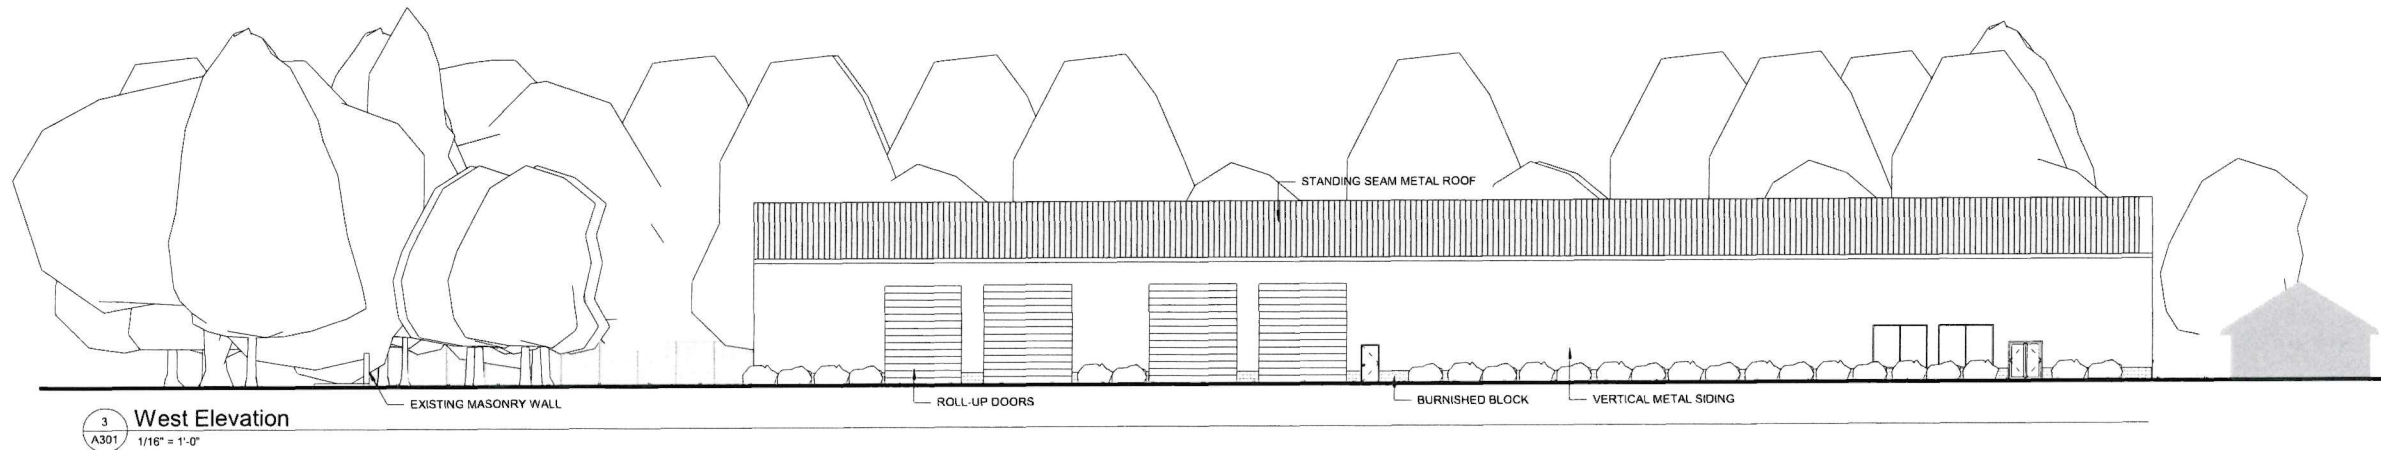 STANDING SEAM METAL ROOF
EXISTING MASONRY WALL
ROLL-UP DOORS
BURNISHED BLOCK
VERTICAL METAL SIDING
3
A301
West Elevation
1/16" = 1'-0"